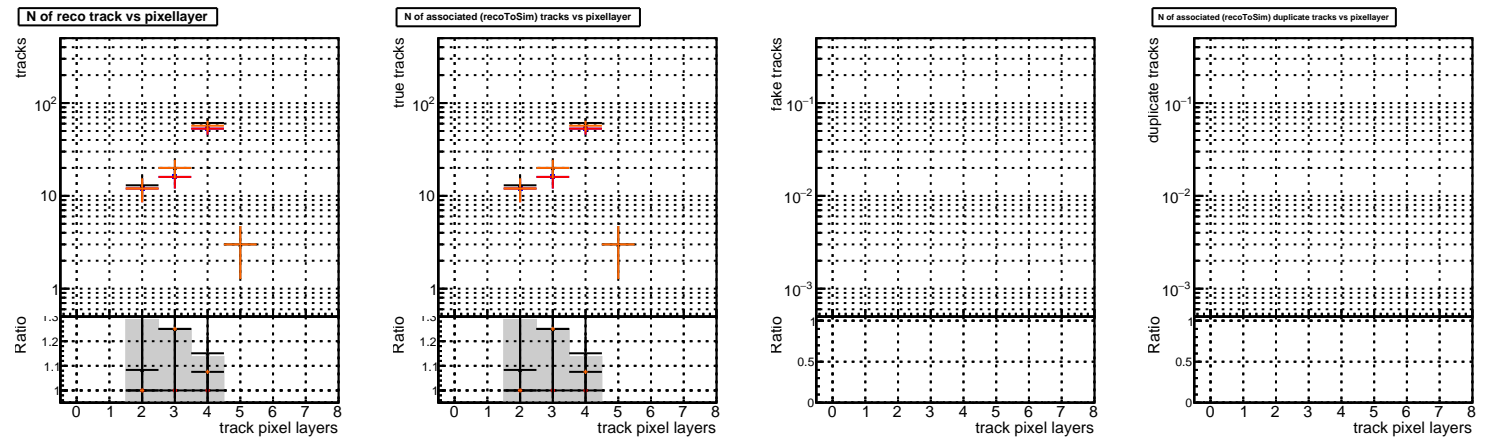 N of reco track vs pixellayer
tracks
10²
10
1
Ratio
1.3
1.2
1.1
1
0 1 2 3 4 5 6 7 8
track pixel layers
N of associated (recoToSim) tracks vs pixellayer
true tracks
10²
10
1
Ratio
1.3
1.2
1.1
1
0 1 2 3 4 5 6 7 8
track pixel layers
fake tracks
10⁻¹
10⁻²
10⁻³
Ratio
1
0.5
0
0 1 2 3 4 5 6 7 8
track pixel layers
N of associated (recoToSim) duplicate tracks vs pixellayer
duplicate tracks
10⁻¹
10⁻²
10⁻³
Ratio
1
0.5
0
0 1 2 3 4 5 6 7 8
track pixel layers